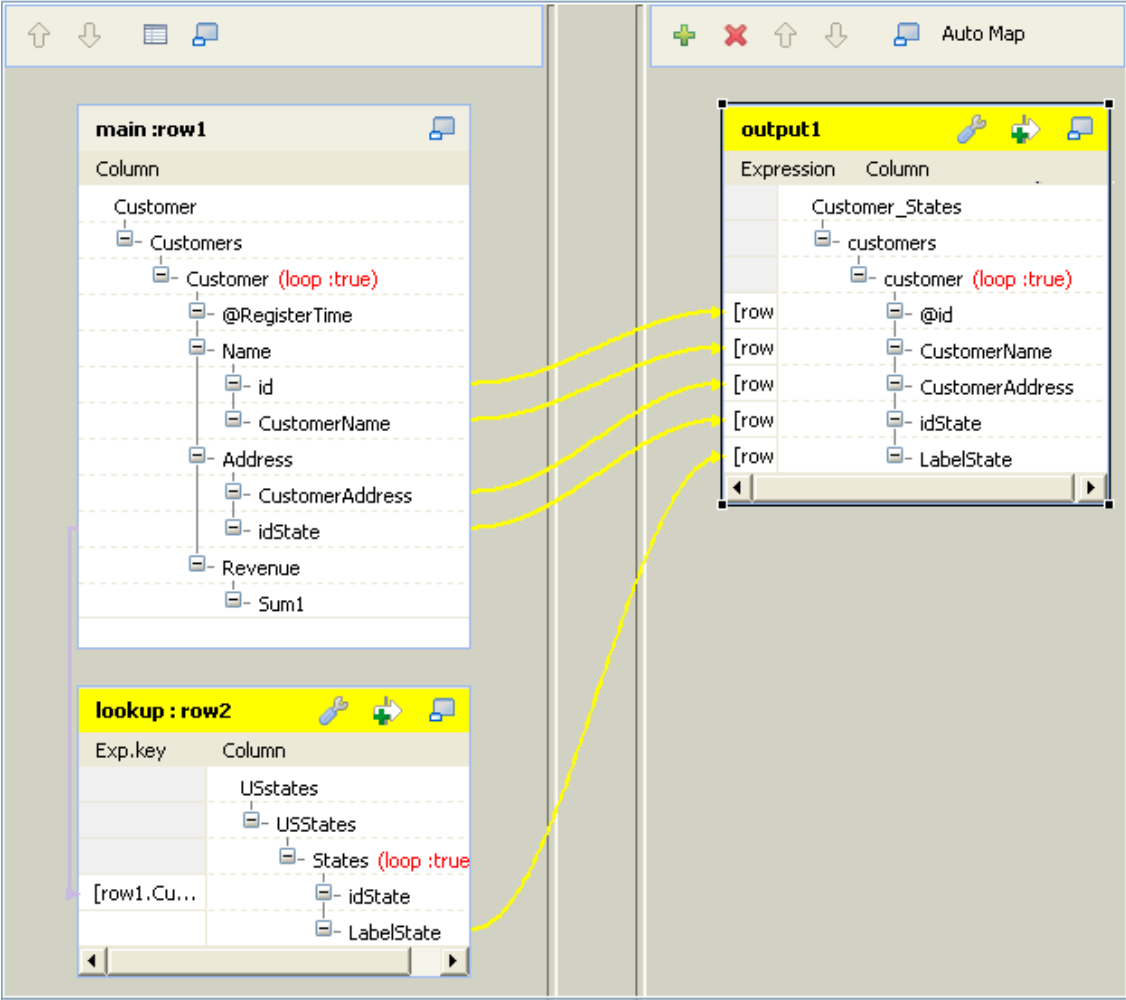 Auto Map
main :row1
Column
Customer
Customers
Customer (loop :true)
@RegisterTime
Name
id
CustomerName
Address
CustomerAddress
idState
Revenue
Sum1
lookup : row2
Exp.key Column
USstates
USStates
States (loop :true
[row1.Cu... idState
LabelState
output1
Expression Column
Customer_States
customers
customer (loop :true)
[row @id
[row CustomerName
[row CustomerAddress
[row idState
[row LabelState